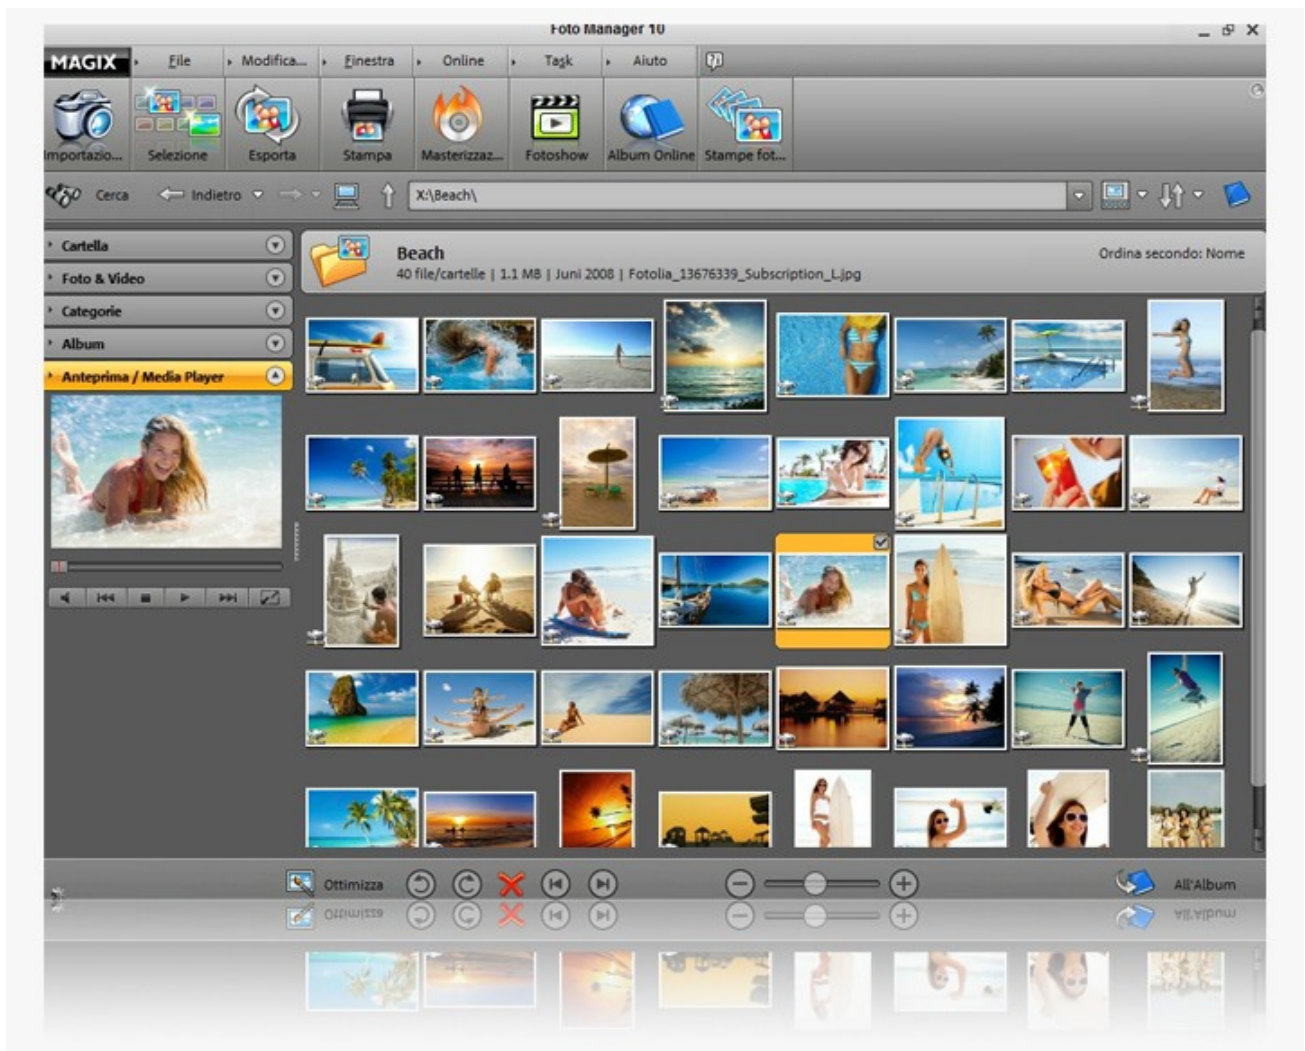 Foto Manager 10
MAGIX File Modifica... Finestra Online Task Aiuto
Importazio... Selezione Esporta Stampa Masterizzaz... Fotoshow Album Online Stampe fot...
Cerca Indietro X:\Beach\
Cartella
Foto & Video
Categorie
Album
Anteprima / Media Player
Beach
Ordina secondo: Nome
40 file/cartelle | 1.1 MB | Juni 2008 | Fotolia_13676339_Subscription_L.jpg
Ottimizza
All'Album